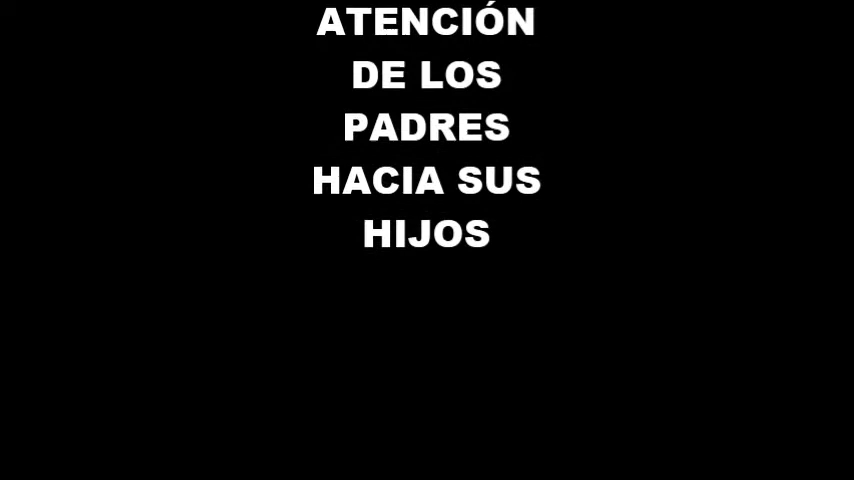 ATENCIÓN
DE LOS
PADRES
HACIA SUS
HIJOS